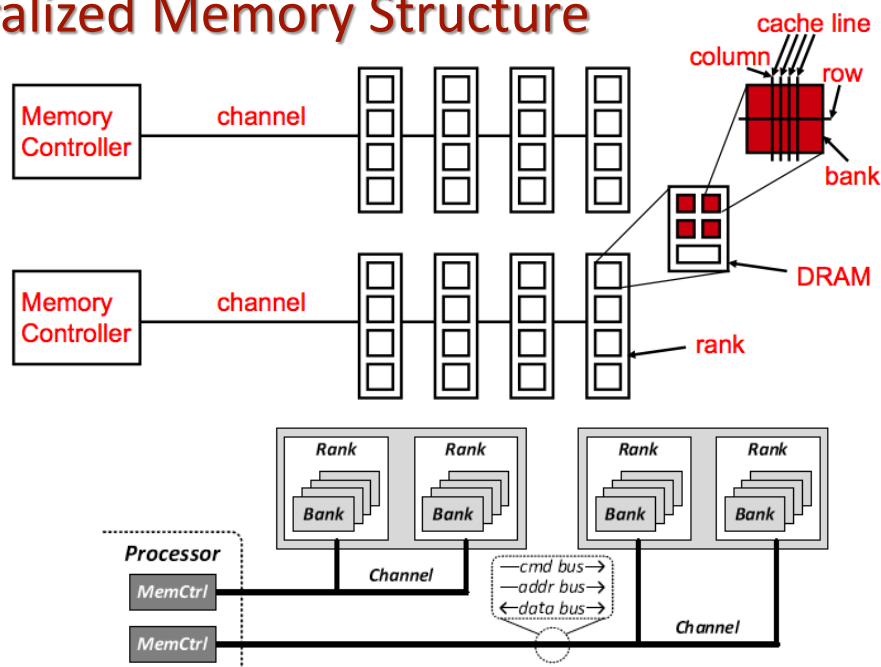 alized Memory Structure
cache line
column
row
bank
Memory
Controller
channel
DRAM
Memory
Controller
channel
rank
Rank
Rank
Rank
Rank
Bank
Bank
Bank
Bank
Processor
MemCtrl
Channel
cmd bus
addr bus
data bus
MemCtrl
Channel